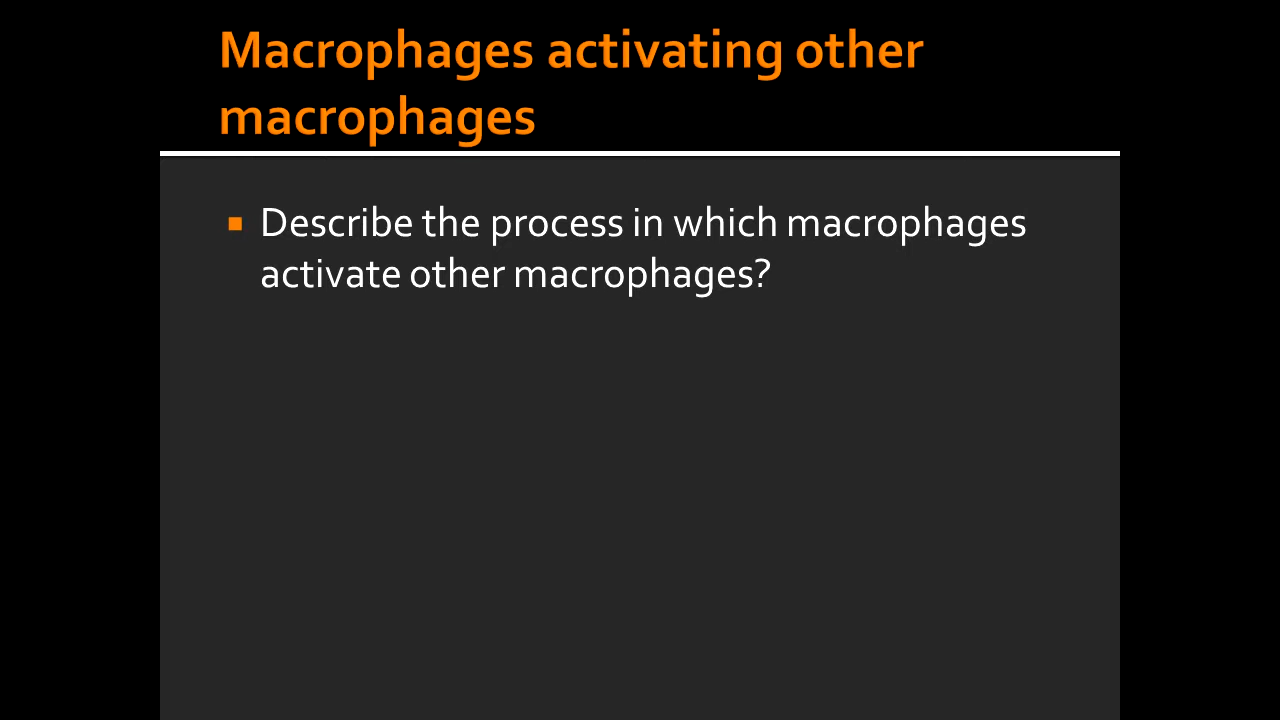 Macrophages activating other
macrophages
Describe the process in which macrophages
activate other macrophages?